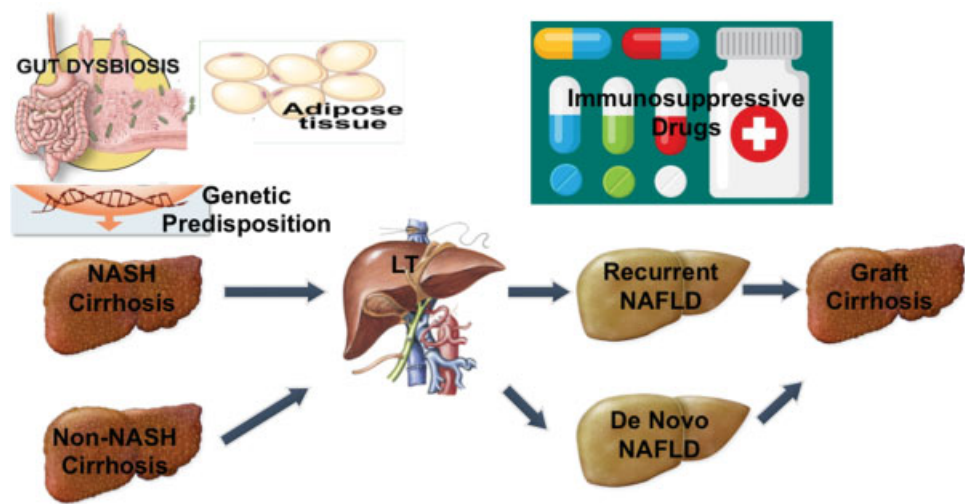 GUT DYSBIOSIS
Adipose
tissue
Immunosuppressive
Drugs
Genetic
Predisposition
NASH
Cirrhosis
LT
Recurrent
NAFLD
Graft
Cirrhosis
Non-NASH
Cirrhosis
De Novo
NAFLD